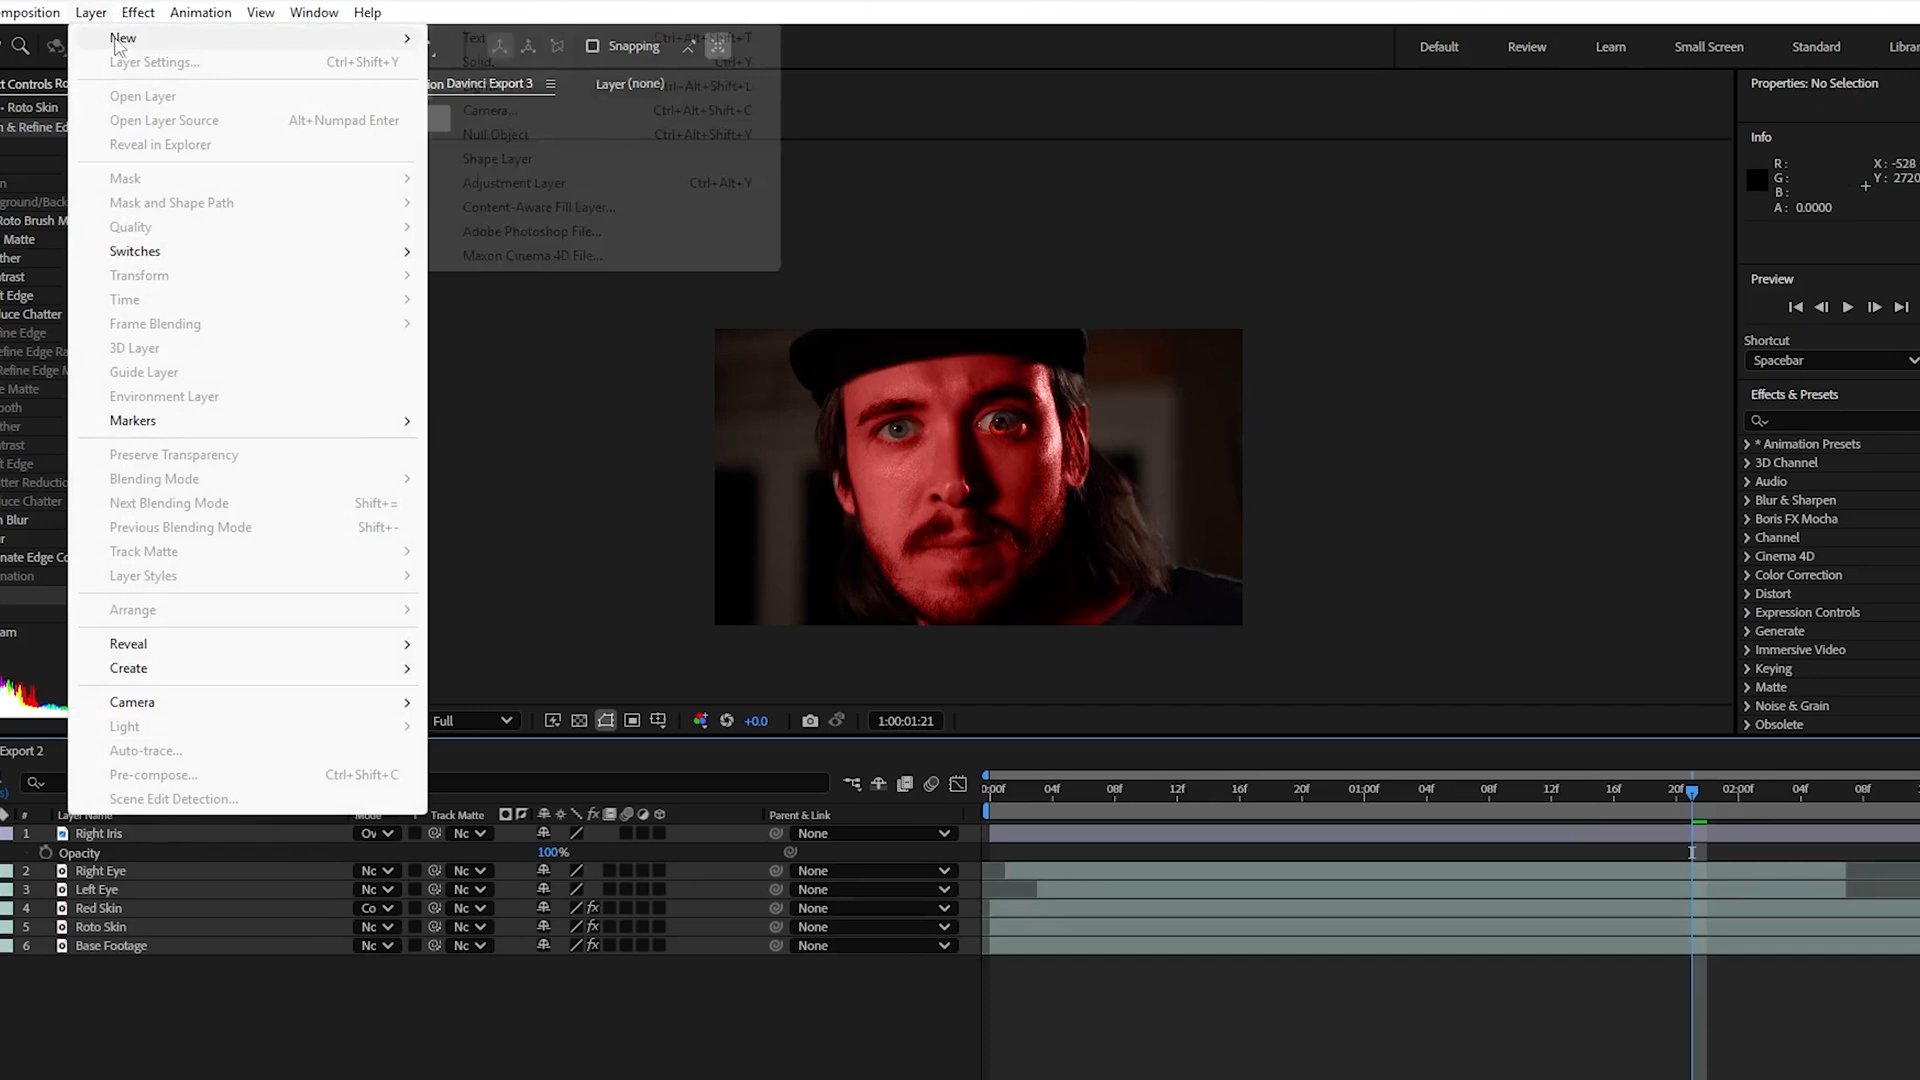 mposition Layer Effect Animation View Window Help
New
Layer Settings... Ctrl+Shift+Y
Open Layer
Open Layer Source Alt+Numpad Enter
Reveal in Explorer
Mask
Mask and Shape Path
Quality
Switches
Transform
Time
Frame Blending
3D Layer
Guide Layer
Environment Layer
Markers
Preserve Transparency
Blending Mode
Next Blending Mode Shift+=
Previous Blending Mode Shift+-
Track Matte
Layer Styles
Arrange
Reveal
Create
Camera
Light
Auto-trace...
Pre-compose... Ctrl+Shift+C
Scene Edit Detection...
Text
Solid... Ctrl+Y
Ctrl+Alt+Shift+L
Camera... Ctrl+Alt+Shift+C
Null Object Ctrl+Alt+Shift+Y
Shape Layer
Adjustment Layer Ctrl+Alt+Y
Content-Aware Fill Layer...
Adobe Photoshop File...
Maxon Cinema 4D File...
Snapping
Default Review Learn Small Screen Standard Librar
ct Controls Ro
ion Davinci Export 3 Layer (none)
- Roto Skin
n & Refine Ed
n
ground/Back
Roto Brush M
Matte
ther
trast
t Edge
duce Chatter
efine Edge
efine Edge Ra
Refine Edge M
e Matte
ooth
ther
trast
ft Edge
tter Reductio
uce Chatter
n Blur
ur
nate Edge Co
ination
am
Properties: No Selection
Info
R: X: -528
G: Y: 2720
B:
A: 0.0000
Preview
Shortcut
Spacebar
Effects & Presets
* Animation Presets
3D Channel
Audio
Blur & Sharpen
Boris FX Mocha
Channel
Cinema 4D
Color Correction
Distort
Expression Controls
Generate
Immersive Video
Keying
Matte
Noise & Grain
Obsolete
Full +0.0 1:00:01:21
Export 2
s)
0:00f 04f 08f 12f 16f 20f 01:00f 04f 08f 12f 16f 20f 02:00f 04f 08f
# Layer Name Mode T Track Matte fx Parent & Link
1 Right Iris Ov Nc None
Opacity 100%
2 Right Eye Nc Nc None
3 Left Eye Nc Nc None
4 Red Skin Co Nc fx None
5 Roto Skin Nc Nc fx None
6 Base Footage Nc Nc fx None